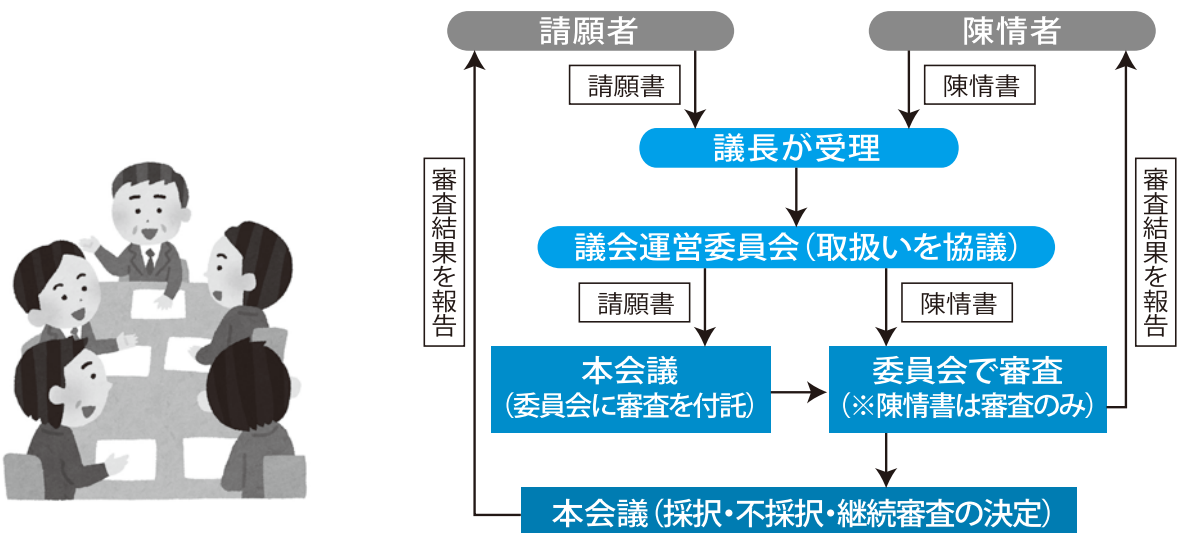 請願者
陳情者
請願書
陳情書
議長が受理
審査結果を報告
審査結果を報告
議会運営委員会（取扱いを協議）
請願書
陳情書
本会議
（委員会に審査を付託）
委員会で審査
（※陳情書は審査のみ）
本会議（採択・不採択・継続審査の決定）